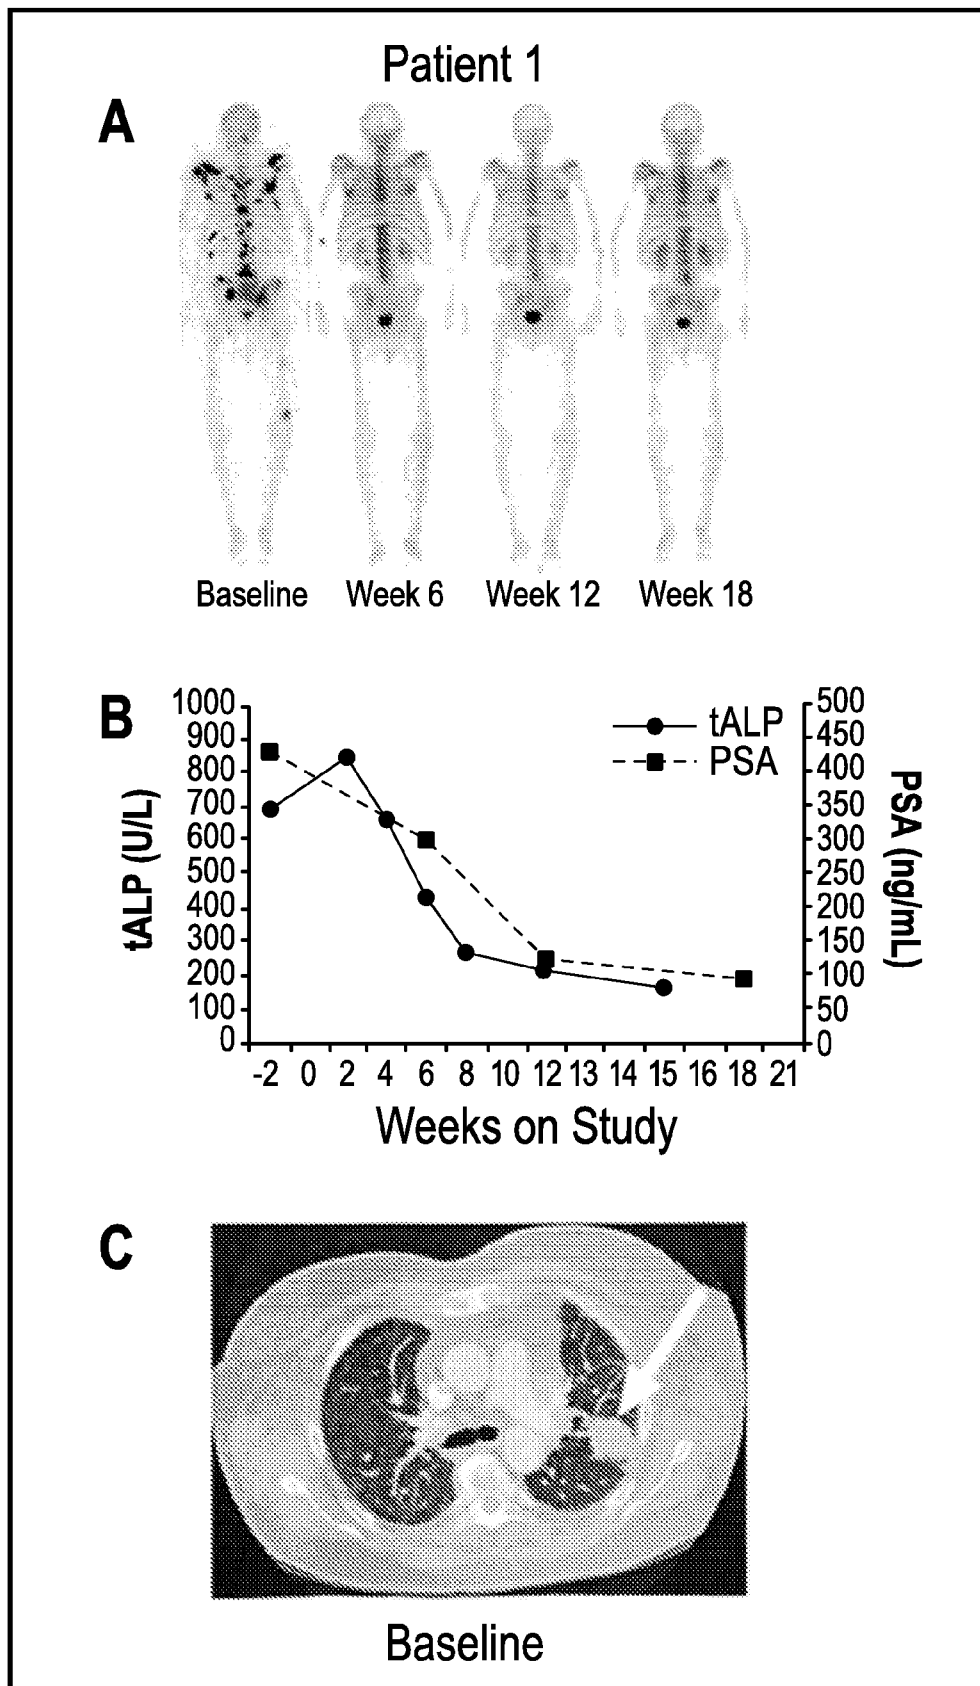 Patient 1
A
Baseline Week 6 Week 12 Week 18
B
tALP
PSA
tALP (U/L)
1000
900
800
700
600
500
400
300
200
100
0
500
450
400
350
300
250
200
150
100
50
0
PSA (ng/mL)
-2 0 2 4 6 8 10 12 13 14 15 16 18 21
Weeks on Study
C
Baseline